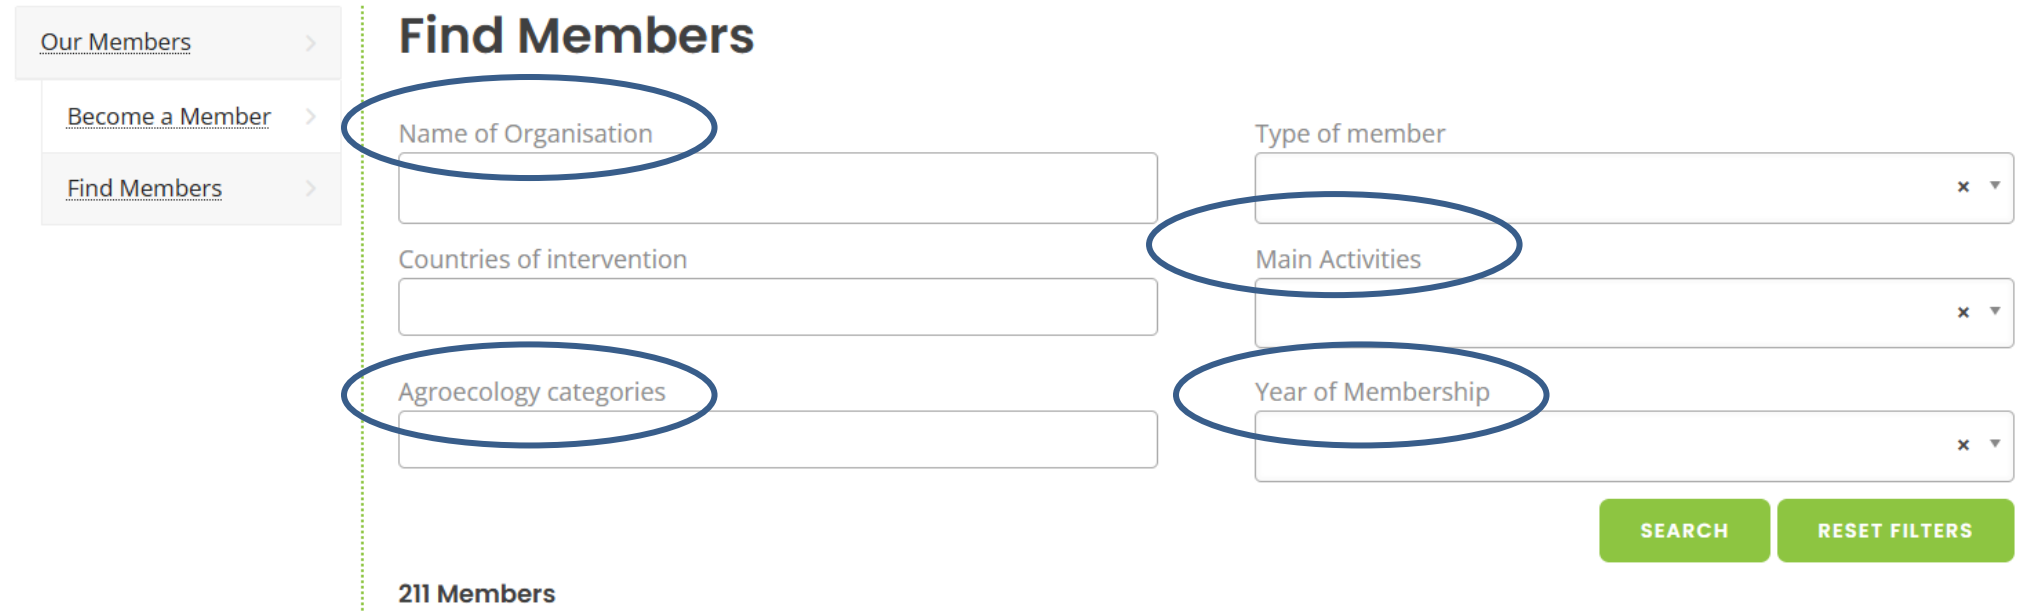 Our Members
Become a Member
Find Members
Find Members
Name of Organisation
Type of member
×
Countries of intervention
Main Activities
×
Agroecology categories
Year of Membership
×
SEARCH
RESET FILTERS
211 Members